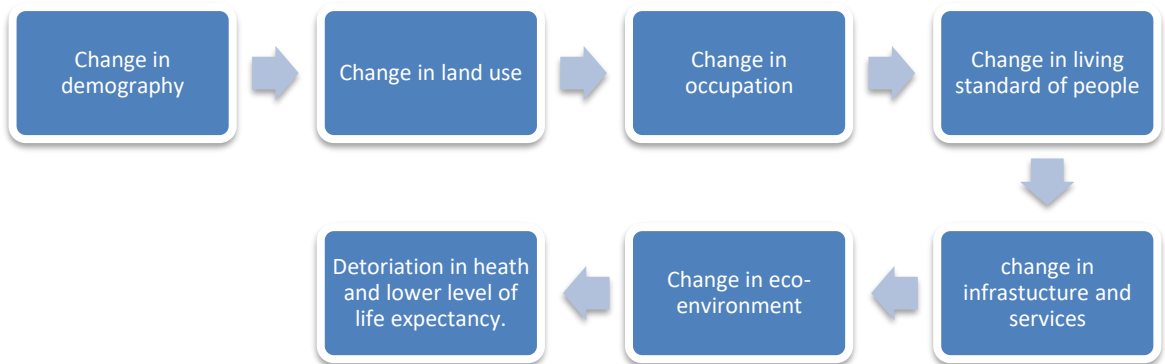 Change in
demography
Change in land use
Change in
occupation
Change in living
standard of people
change in
infrastucture and
services
Change in eco-
environment
Detoriation in heath
and lower level of
life expectancy.